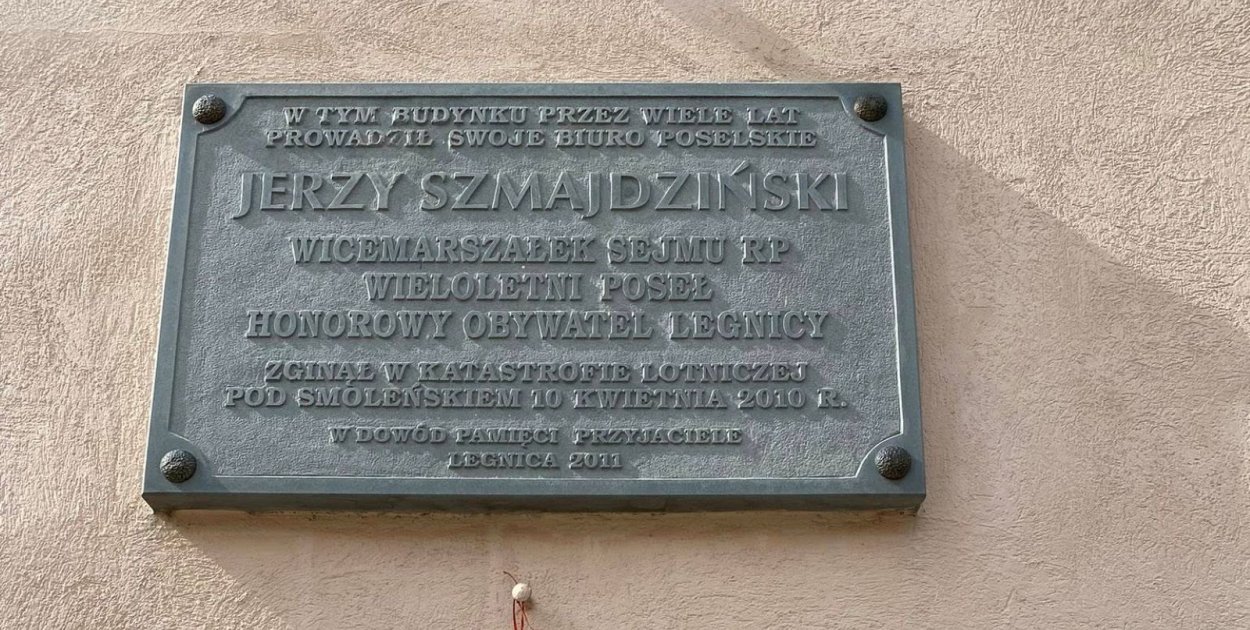 W TYM BUDYNKU PRZEZ WIELE LAT
PROWADZIŁ SWOJE BIURO POSELSKIE
JERZY SZMAJDZIŃSKI
WICEMARSZAŁEK SEJMU RP
WIELOLETNI POSEŁ
HONOROWY OBYWATEL LEGNICY
ZGINĄŁ W KATASTROFIE LOTNICZEJ
POD SMOLEŃSKIEM 10 KWIETNIA 2010 R.
W DOWÓD PAMIĘCI PRZYJACIELE
LEGNICA 2011